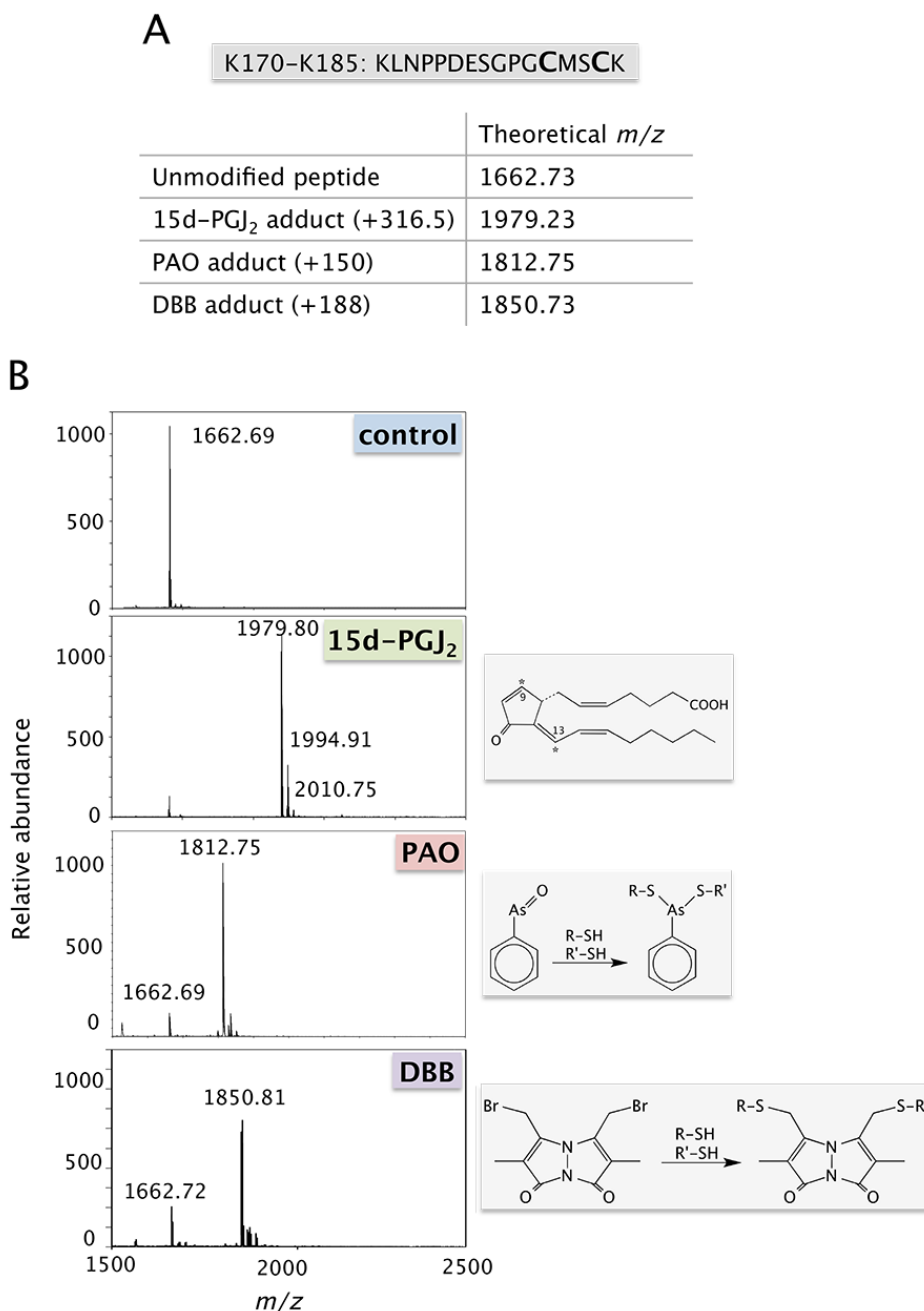 A
K170-K185: KLNPPDESGPGCMSCK
Theoretical m/z
Unmodified peptide 1662.73
15d-PGJ₂ adduct (+316.5) 1979.23
PAO adduct (+150) 1812.75
DBB adduct (+188) 1850.73
B
Relative abundance
control
1000
500
0
1662.69
15d-PGJ₂
1000
500
0
1979.80
1994.91
2010.75
9
13
*
*
O
COOH
PAO
1000
500
0
1812.75
1662.69
As O
R-SH
R'-SH
R-S S-R'
As
DBB
1000
500
0
1850.81
1662.72
Br Br
N
N
O O
R-SH
R'-SH
R-S S-R
N
N
O O
1500 2000 2500
m/z